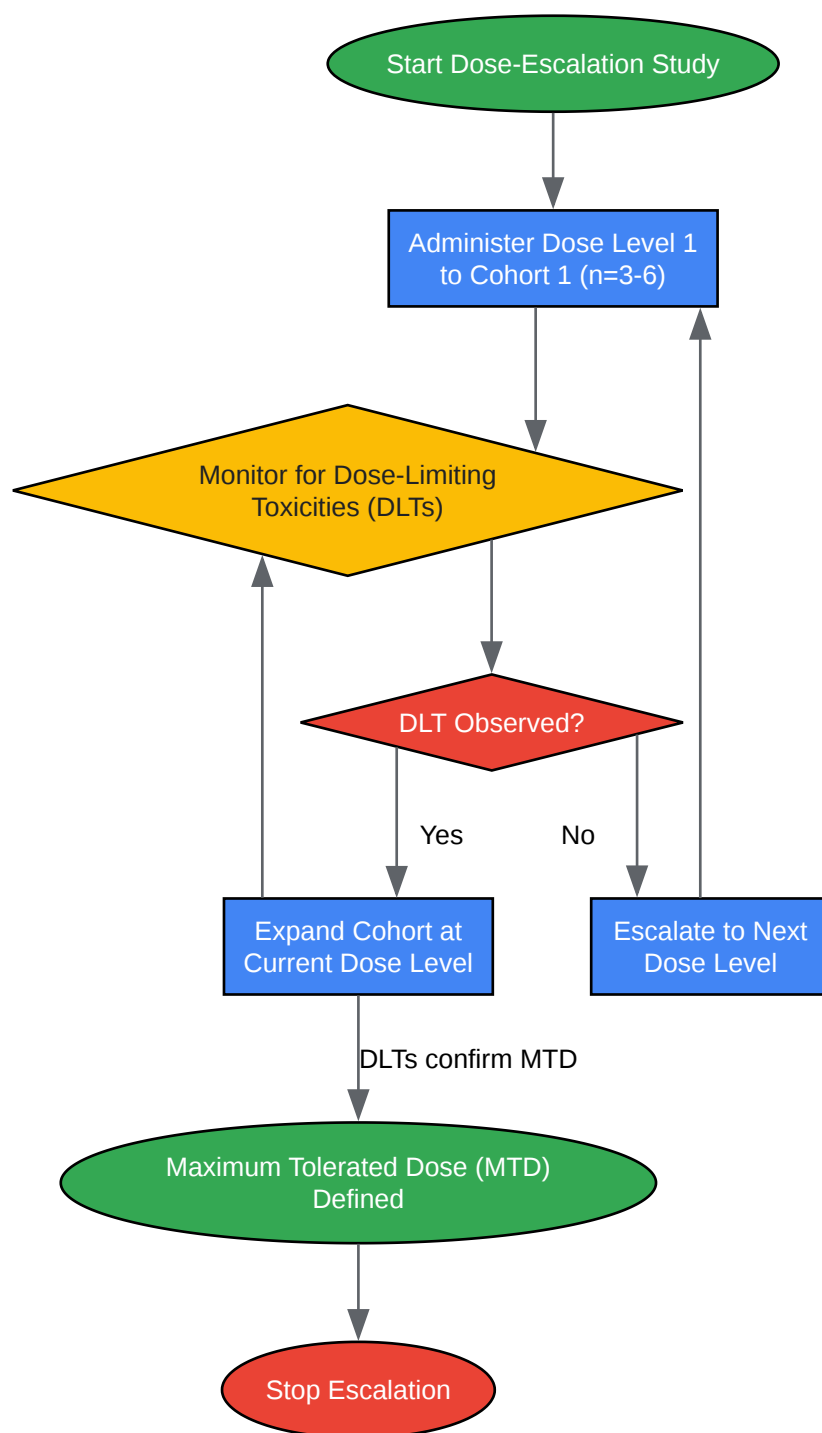 Start Dose-Escalation Study
Administer Dose Level 1
to Cohort 1 (n=3-6)
Monitor for Dose-Limiting
Toxicities (DLTs)
DLT Observed?
Yes
No
Expand Cohort at
Current Dose Level
Escalate to Next
Dose Level
DLTs confirm MTD
Maximum Tolerated Dose (MTD)
Defined
Stop Escalation